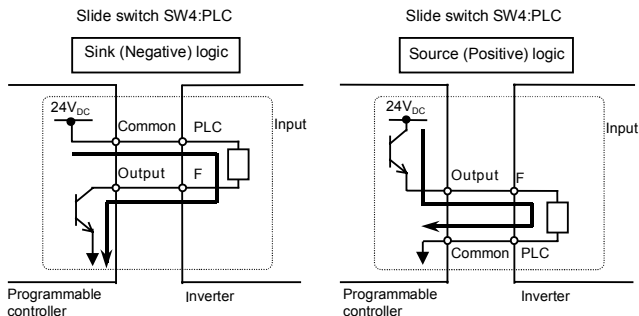 Slide switch SW4:PLC
Sink (Negative) logic
24VDC
Common
PLC
Input
Output
F
Programmable
controller
Inverter
Slide switch SW4:PLC
Source (Positive) logic
24VDC
Input
Output
F
Common
PLC
Programmable
controller
Inverter